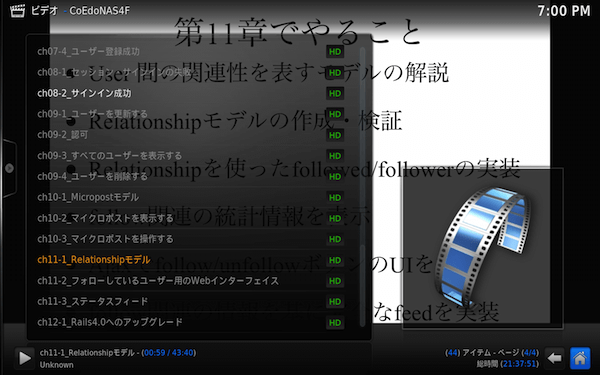 ビデオ - CoEdoNAS4F
7:00 PM
第11章でやること
ch07-4_ユーザー登録成功 HD
ch08-1_セッション、サインインの失敗 HD
User 間の関連性を表すモデルの解説
ch08-2_サインイン成功 HD
ch09-1_ユーザーを更新する HD
Relationshipモデルの作成・検証
ch09-2_認可 HD
ch09-3_すべてのユーザーを表示する HD
Relationshipを使ったfollowed/followerの実装
ch09-4_ユーザーを削除する HD
ch10-1_Micropostモデル HD
ch10-2_マイクロポストを表示する HD
関連の統計情報を表示
ch10-3_マイクロポストを操作する HD
ch11-1_Relationshipモデル HD
follow/unfollowボタンのUIを
ch11-2_フォローしているユーザー用のWebインターフェイス HD
ch11-3_ステータスフィード HD
なfeedを実装
ch12-1_Rails4.0へのアップグレード HD
ch11-1_Relationshipモデル - (00:59 / 43:40)
(44) アイテム - ページ (4/4)
Unknown
総時間 (21:37:51)